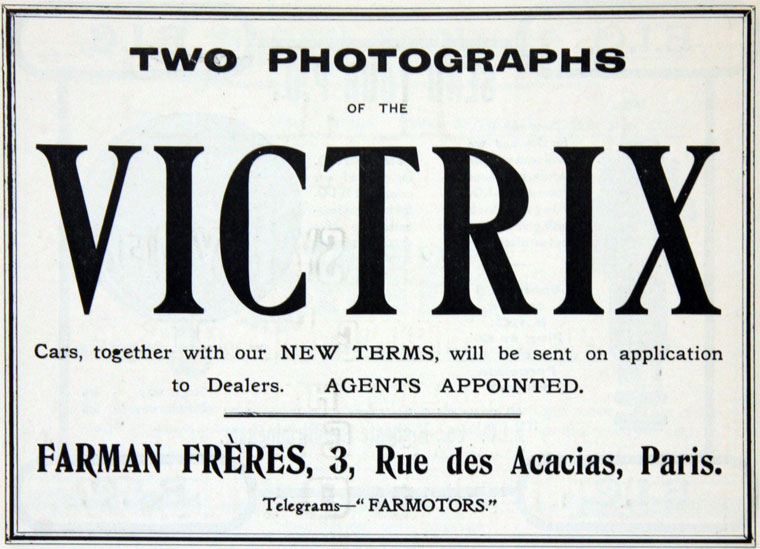 TWO PHOTOGRAPHS
OF THE
VICTRIX
Cars, together with our NEW TERMS, will be sent on application
to Dealers. AGENTS APPOINTED.
FARMAN FRÈRES, 3, Rue des Acacias, Paris.
Telegrams—"FARMOTORS."